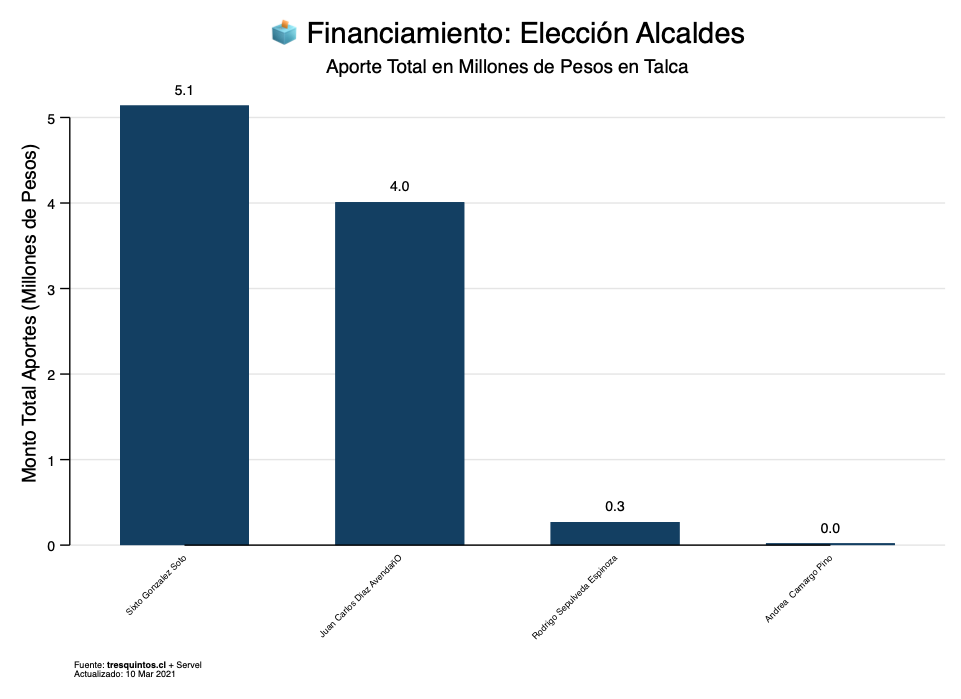 🗳️ Financiamiento: Elección Alcaldes
Aporte Total en Millones de Pesos en Talca
Monto Total Aportes (Millones de Pesos)
5
4
3
2
1
0
5.1
4.0
0.3
0.0
Sixto Gonzalez Soto
Juan Carlos Diaz AvendañO
Rodrigo Sepulveda Espinoza
Andrea Camargo Pino
Fuente: tresquintos.cl + Servel
Actualizado: 10 Mar 2021